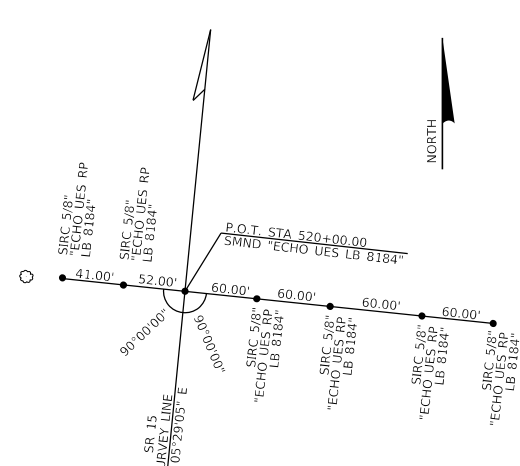 NORTH
SIRC 5/8"
"ECHO UES RP
LB 8184"
SIRC 5/8"
"ECHO UES RP
LB 8184"
P.O.T. STA 520+00.00
SMND "ECHO UES LB 8184"
41.00'
52.00'
60.00'
60.00'
60.00'
60.00'
90°00'00"
90°00'00"
SIRC 5/8"
"ECHO UES RP
LB 8184"
SIRC 5/8"
"ECHO UES RP
LB 8184"
SIRC 5/8"
"ECHO UES RP
LB 8184"
SIRC 5/8"
"ECHO UES RP
LB 8184"
SR 15
URVEY LINE
05°29'05" E